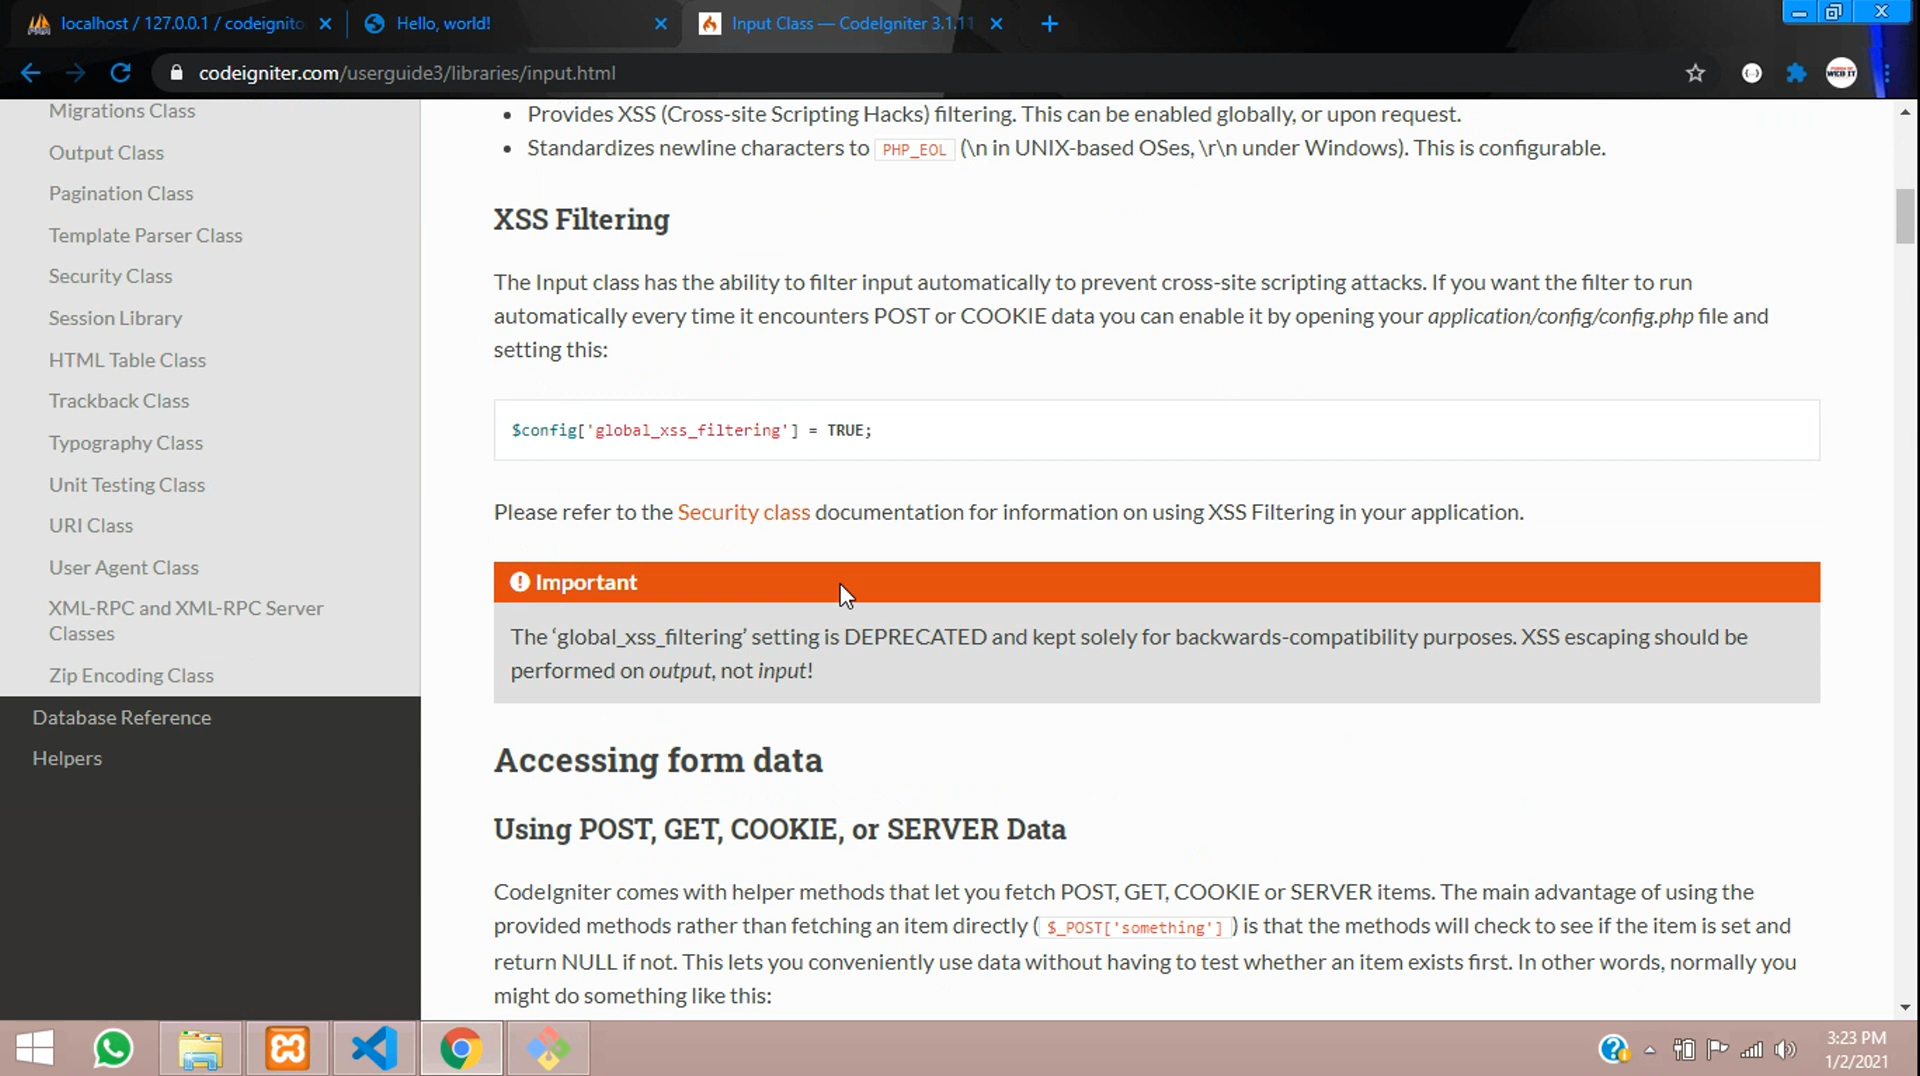 localhost / 127.0.0.1 / codeignito
Hello, world!
Input Class — CodeIgniter 3.1.11
codeigniter.com/userguide3/libraries/input.html
WEB IT
Migrations Class
Output Class
Pagination Class
Template Parser Class
Security Class
Session Library
HTML Table Class
Trackback Class
Typography Class
Unit Testing Class
URI Class
User Agent Class
XML-RPC and XML-RPC Server
Classes
Zip Encoding Class
Database Reference
Helpers
• Provides XSS (Cross-site Scripting Hacks) filtering. This can be enabled globally, or upon request.
• Standardizes newline characters to PHP_EOL (\n in UNIX-based OSes, \r\n under Windows). This is configurable.
XSS Filtering
The Input class has the ability to filter input automatically to prevent cross-site scripting attacks. If you want the filter to run
automatically every time it encounters POST or COOKIE data you can enable it by opening your application/config/config.php file and
setting this:
$config['global_xss_filtering'] = TRUE;
Please refer to the Security class documentation for information on using XSS Filtering in your application.
Important
The ‘global_xss_filtering’ setting is DEPRECATED and kept solely for backwards-compatibility purposes. XSS escaping should be
performed on output, not input!
Accessing form data
Using POST, GET, COOKIE, or SERVER Data
CodeIgniter comes with helper methods that let you fetch POST, GET, COOKIE or SERVER items. The main advantage of using the
provided methods rather than fetching an item directly ( $_POST['something'] ) is that the methods will check to see if the item is set and
return NULL if not. This lets you conveniently use data without having to test whether an item exists first. In other words, normally you
might do something like this:
3:23 PM
1/2/2021